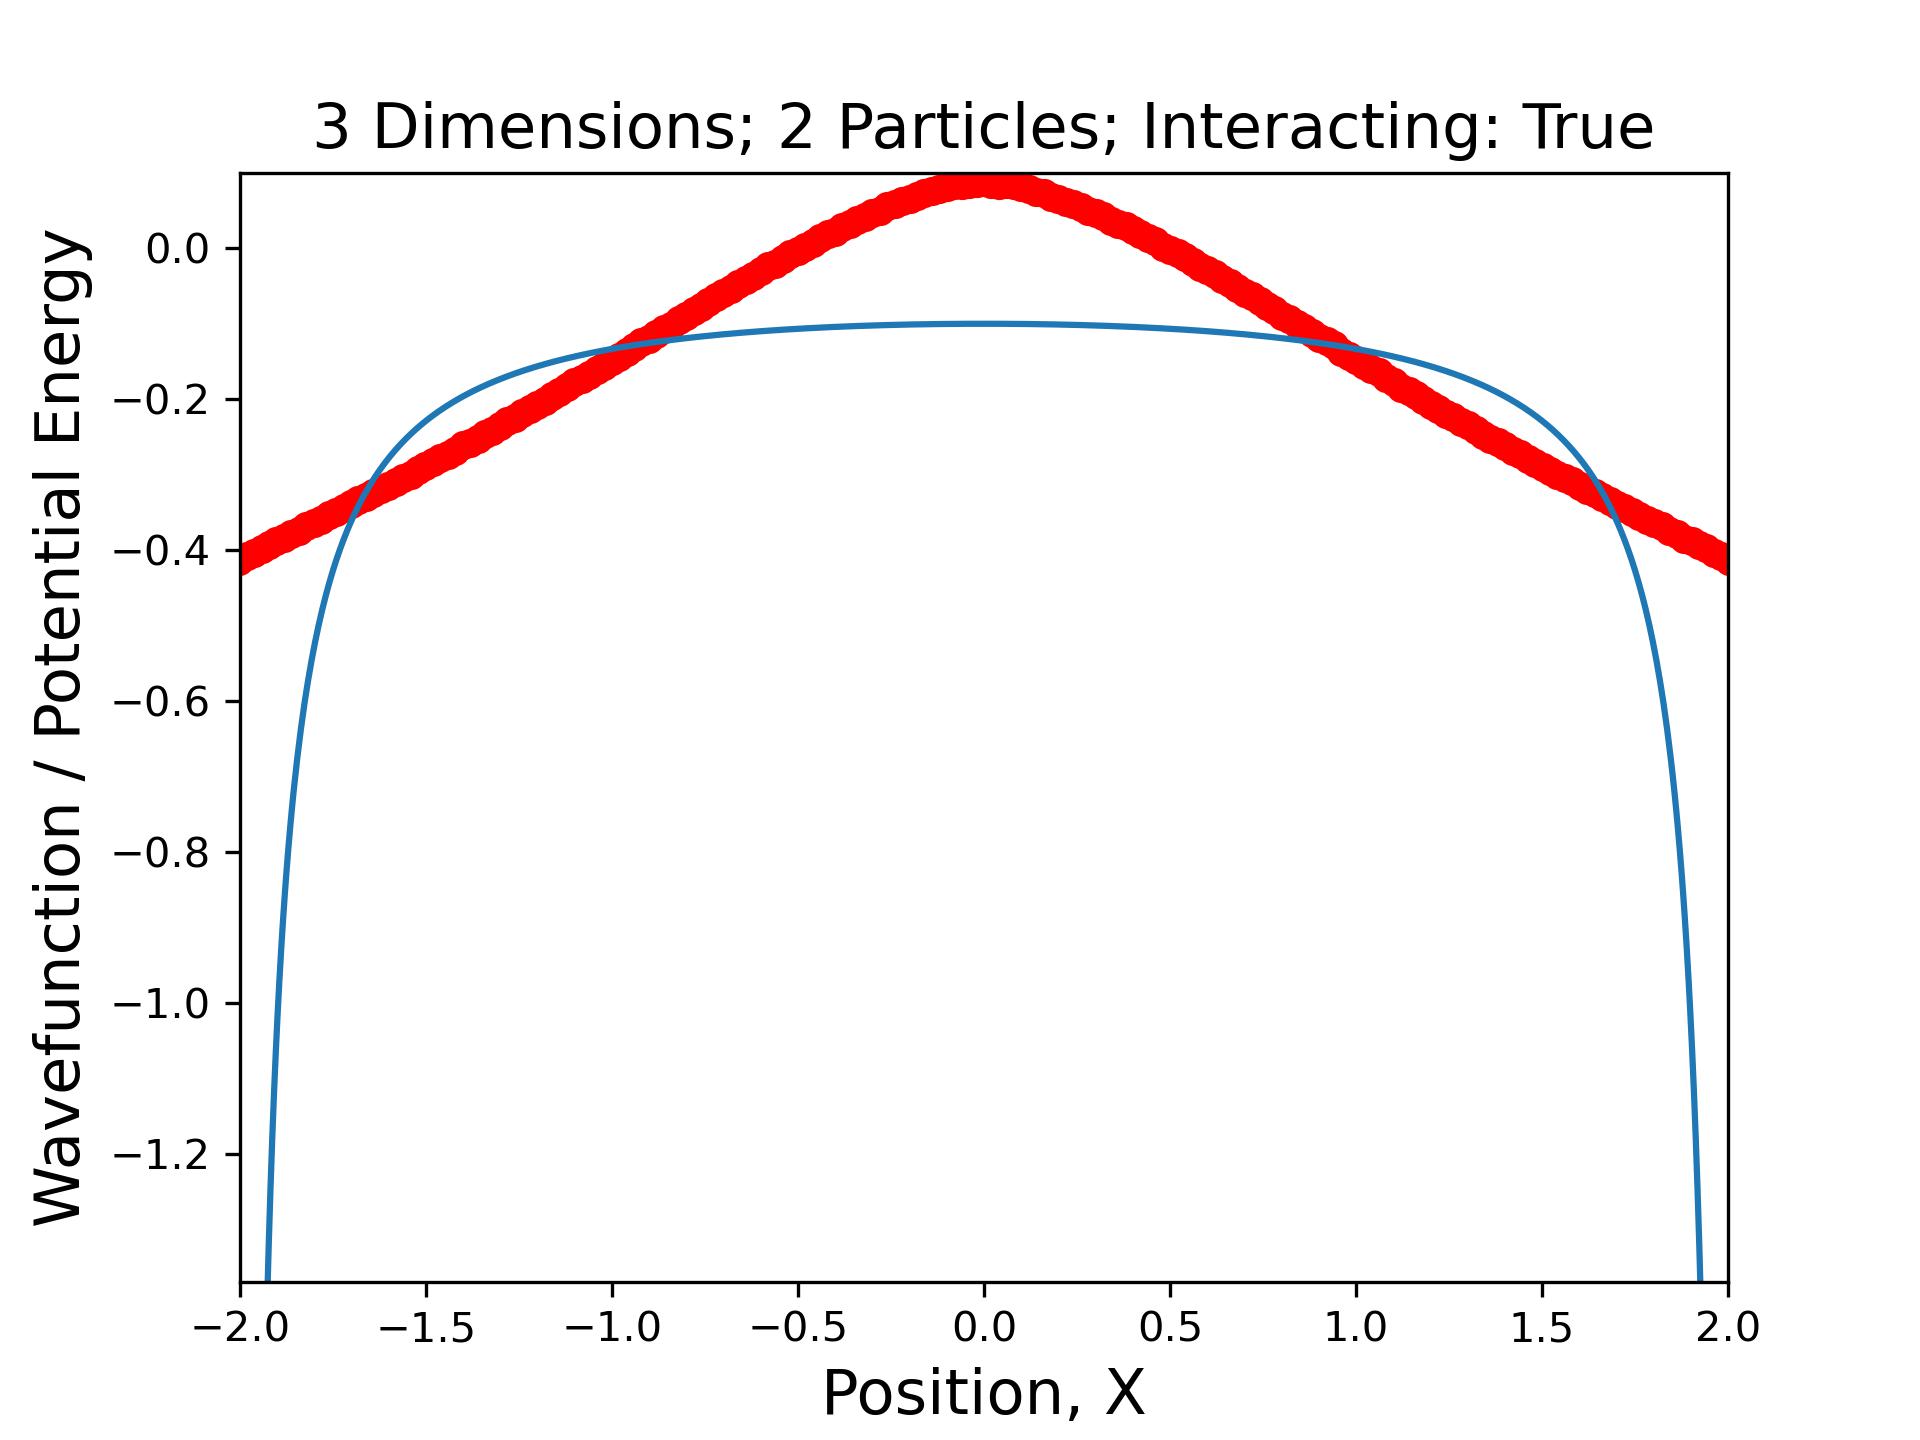 3 Dimensions; 2 Particles; Interacting: True
Wavefunction / Potential Energy
0.0
−0.2
−0.4
−0.6
−0.8
−1.0
−1.2
−2.0 −1.5 −1.0 −0.5 0.0 0.5 1.0 1.5 2.0
Position, X